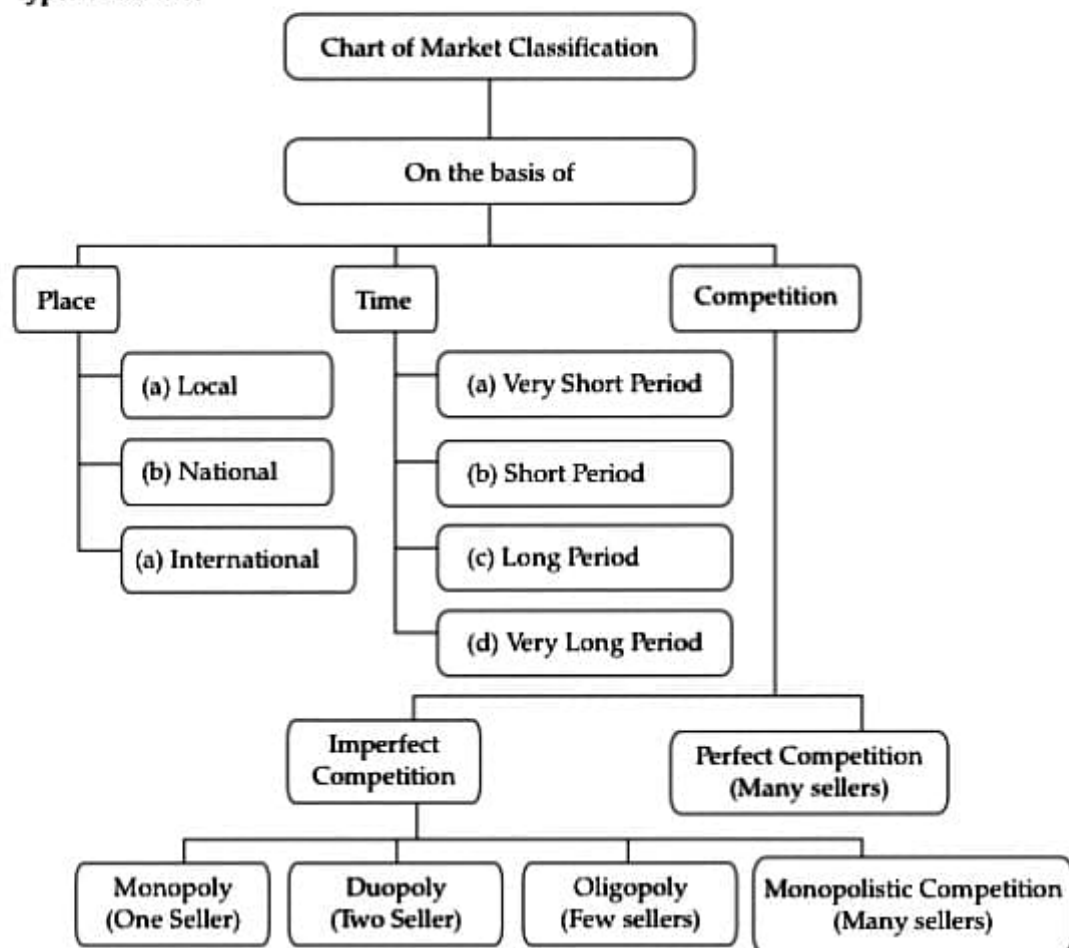 Chart of Market Classification
On the basis of
Place
Time
Competition
(a) Local
(b) National
(a) International
(a) Very Short Period
(b) Short Period
(c) Long Period
(d) Very Long Period
Imperfect
Competition
Perfect Competition
(Many sellers)
Monopoly
(One Seller)
Duopoly
(Two Seller)
Oligopoly
(Few sellers)
Monopolistic Competition
(Many sellers)